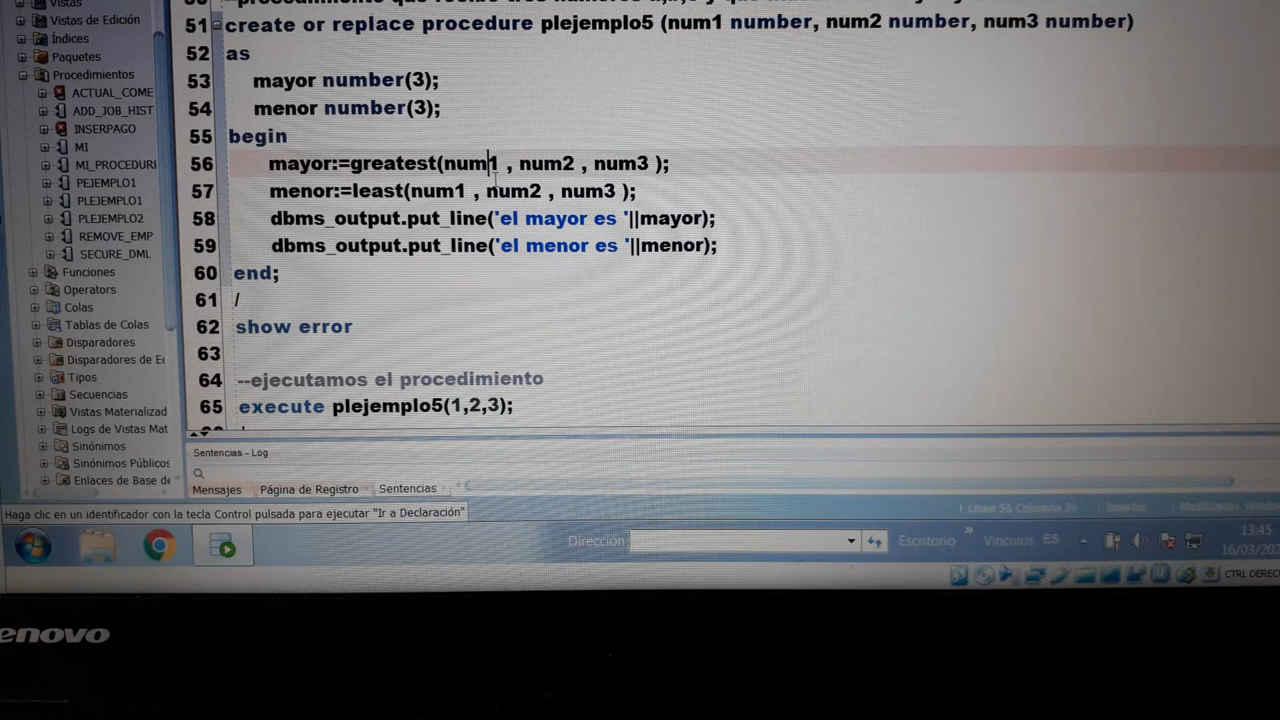 Vistas
Vistas de Edición
Índices
Paquetes
Procedimientos
ACTUAL_COME
ADD_JOB_HIST
INSERPAGO
MI
MI_PROCEDURI
PEJEMPLO1
PLEJEMPLO1
PLEJEMPLO2
REMOVE_EMP
SECURE_DML
Funciones
Operators
Colas
Tablas de Colas
Disparadores
Disparadores de Ec
Tipos
Secuencias
Vistas Materializad
Logs de Vistas Mat
Sinónimos
Sinónimos Públicos
Enlaces de Base de
51 create or replace procedure plejemplo5 (num1 number, num2 number, num3 number)
52 as
53 mayor number(3);
54 menor number(3);
55 begin
56 mayor:=greatest(num1 , num2 , num3 );
57 menor:=least(num1 , num2 , num3 );
58 dbms_output.put_line('el mayor es '||mayor);
59 dbms_output.put_line('el menor es '||menor);
60 end;
61 /
62 show error
63
64 --ejecutamos el procedimiento
65 execute plejemplo5(1,2,3);
Sentencias - Log
Mensajes Página de Registro Sentencias
Haga clic en un identificador con la tecla Control pulsada para ejecutar "Ir a Declaración"
Insertar
Dirección Escritorio » Vínculos ES 13:45
16/03/202
CTRL DEREC
enovo